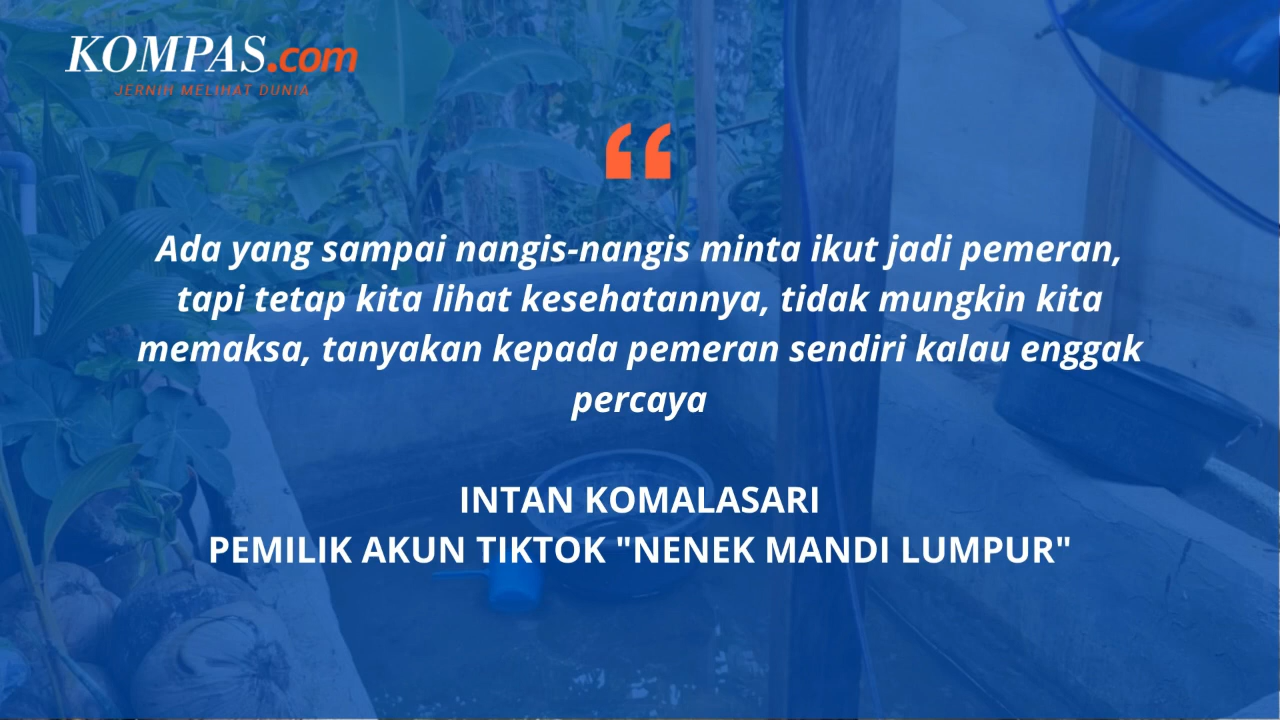 KOMPAS.com
JERNIH MELIHAT DUNIA
“
Ada yang sampai nangis-nangis minta ikut jadi pemeran,
tapi tetap kita lihat kesehatannya, tidak mungkin kita
memaksa, tanyakan kepada pemeran sendiri kalau enggak
percaya
INTAN KOMALASARI
PEMILIK AKUN TIKTOK "NENEK MANDI LUMPUR"